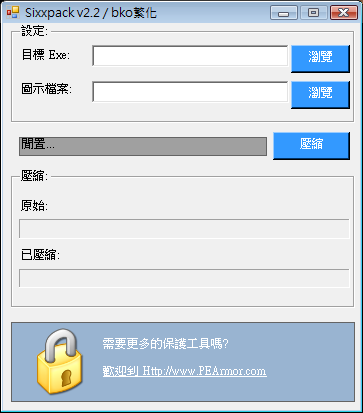 Sixxpack v2.2 / bko繁化
設定:
目標 Exe:
瀏覽
圖示檔案:
瀏覽
閒置...
壓縮
壓縮:
原始:
已壓縮:
需要更多的保護工具嗎?
歡迎到 Http://www.PEArmor.com